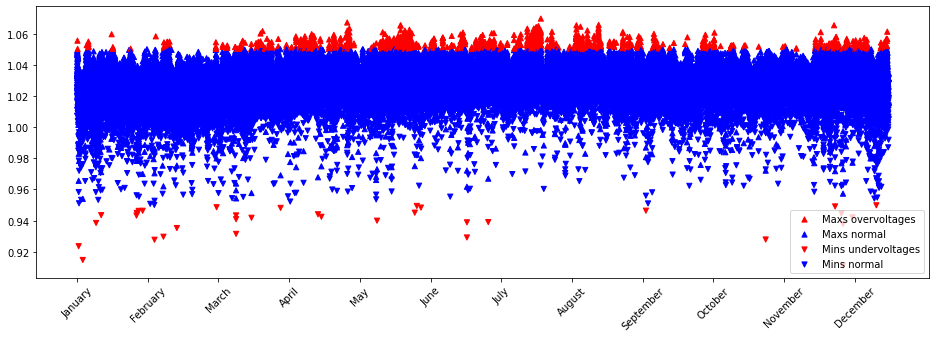 1.06
1.04
1.02
1.00
0.98
0.96
0.94
0.92
Maxs overvoltages
Maxs normal
Mins undervoltages
Mins normal
January
February
March
April
May
June
July
August
September
October
November
December